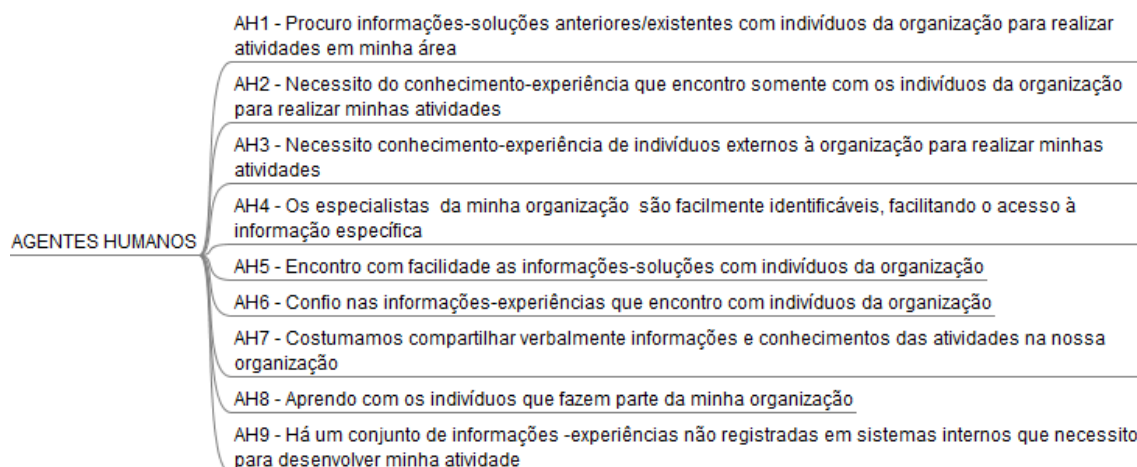 AH1 - Procuro informações-soluções anteriores/existentes com indivíduos da organização para realizar
atividades em minha área
AH2 - Necessito do conhecimento-experiência que encontro somente com os indivíduos da organização
para realizar minhas atividades
AH3 - Necessito conhecimento-experiência de indivíduos externos à organização para realizar minhas
atividades
AH4 - Os especialistas da minha organização são facilmente identificáveis, facilitando o acesso à
informação específica
AGENTES HUMANOS
AH5 - Encontro com facilidade as informações-soluções com indivíduos da organização
AH6 - Confio nas informações-experiências que encontro com indivíduos da organização
AH7 - Costumamos compartilhar verbalmente informações e conhecimentos das atividades na nossa
organização
AH8 - Aprendo com os indivíduos que fazem parte da minha organização
AH9 - Há um conjunto de informações -experiências não registradas em sistemas internos que necessito
para desenvolver minha atividade